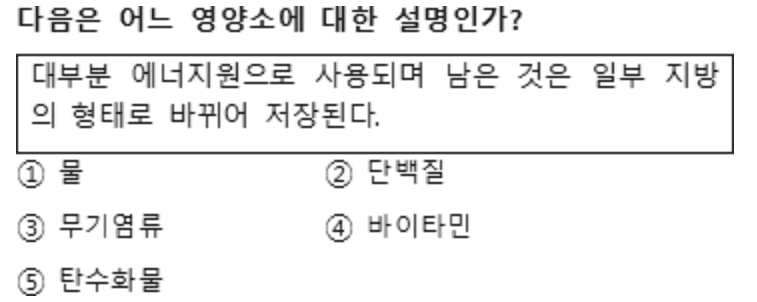 다음은 어느 영양소에 대한 설명인가?
대부분 에너지원으로 사용되며 남은 것은 일부 지방
의 형태로 바뀌어 저장된다.
① 물 ② 단백질
③ 무기염류 ④ 바이타민
⑤ 탄수화물